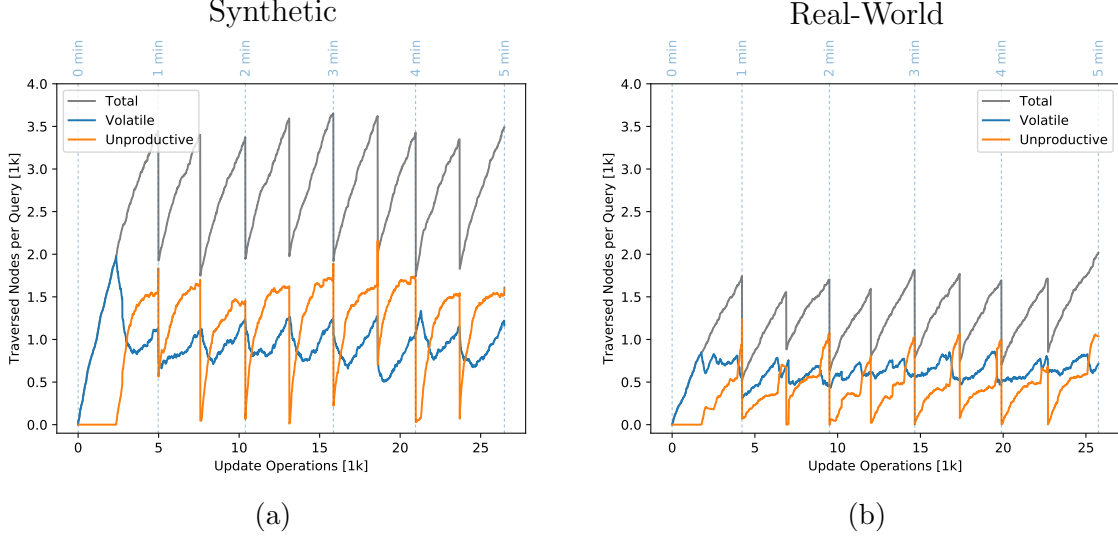 Synthetic
0 min 1 min 2 min 3 min 4 min 5 min
4.0
3.5
3.0
2.5
2.0
1.5
1.0
0.5
0.0
Traversed Nodes per Query [1k]
Total
Volatile
Unproductive
0 5 10 15 20 25
Update Operations [1k]
(a)
Real-World
0 min 1 min 2 min 3 min 4 min 5 min
4.0
3.5
3.0
2.5
2.0
1.5
1.0
0.5
0.0
Traversed Nodes per Query [1k]
Total
Volatile
Unproductive
0 5 10 15 20 25
Update Operations [1k]
(b)